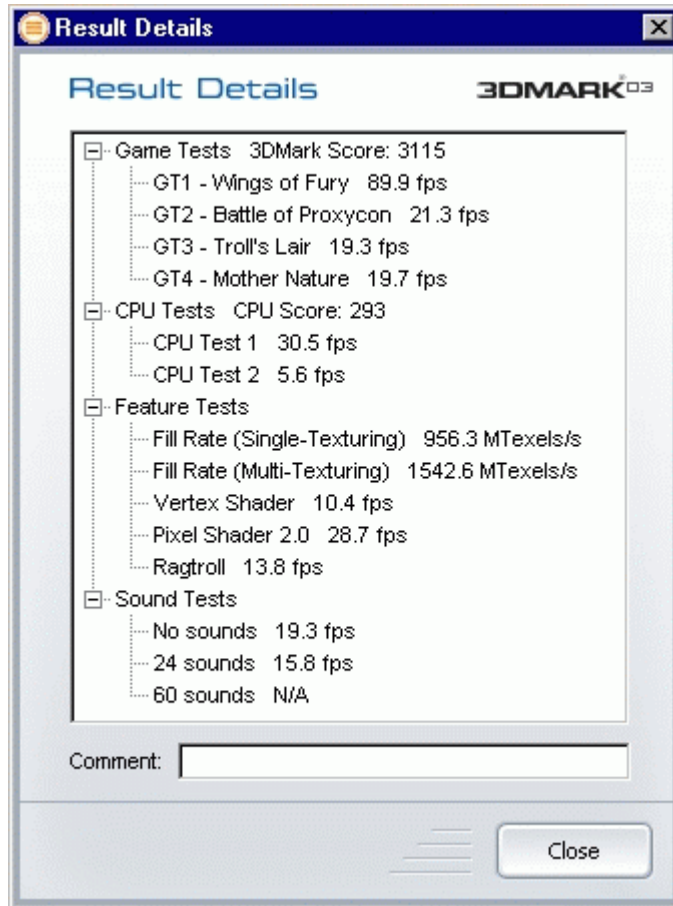 Result Details
Result Details 3DMARK®03
Game Tests 3DMark Score: 3115
GT1 - Wings of Fury 89.9 fps
GT2 - Battle of Proxycon 21.3 fps
GT3 - Troll's Lair 19.3 fps
GT4 - Mother Nature 19.7 fps
CPU Tests CPU Score: 293
CPU Test 1 30.5 fps
CPU Test 2 5.6 fps
Feature Tests
Fill Rate (Single-Texturing) 956.3 MTexels/s
Fill Rate (Multi-Texturing) 1542.6 MTexels/s
Vertex Shader 10.4 fps
Pixel Shader 2.0 28.7 fps
Ragtroll 13.8 fps
Sound Tests
No sounds 19.3 fps
24 sounds 15.8 fps
60 sounds N/A
Comment:
Close